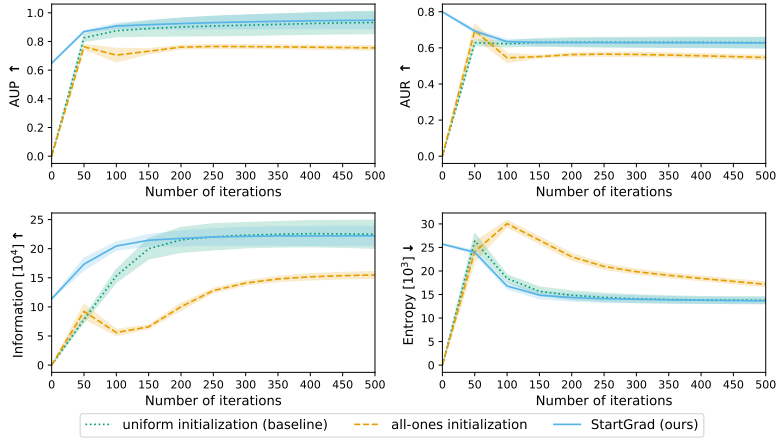 1.0
0.8
0.6
0.4
0.2
0.0
AUP ↑
0 50 100 150 200 250 300 350 400 450 500
Number of iterations
0.8
0.6
0.4
0.2
0.0
AUR ↑
0 50 100 150 200 250 300 350 400 450 500
Number of iterations
25
20
15
10
5
0
Information [10⁴] ↑
0 50 100 150 200 250 300 350 400 450 500
Number of iterations
30
25
20
15
10
5
0
Entropy [10³] ↓
0 50 100 150 200 250 300 350 400 450 500
Number of iterations
uniform initialization (baseline) all-ones initialization StartGrad (ours)